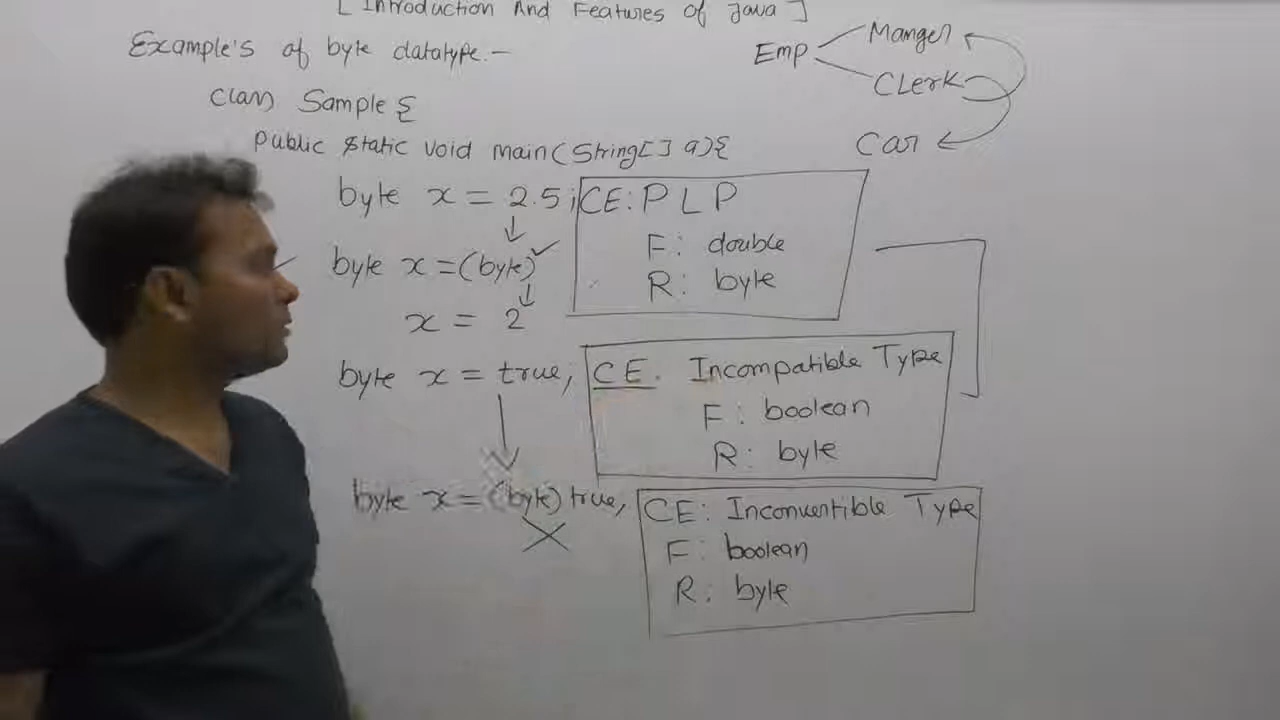 [ Introduction And Features of Java ]
Example's of byte datatype. -
Class Sample {
public static void main(String[] a){
byte x = 2.5; CE: P L P
F: double
R: byte
byte x =(byte)
x = 2
byte x = true, CE. Incompatible Type
F: boolean
R: byte
byte x = (byte) true, CE: Inconvertible Type
F: boolean
R: byte
Emp
Manger
CLerk
Car